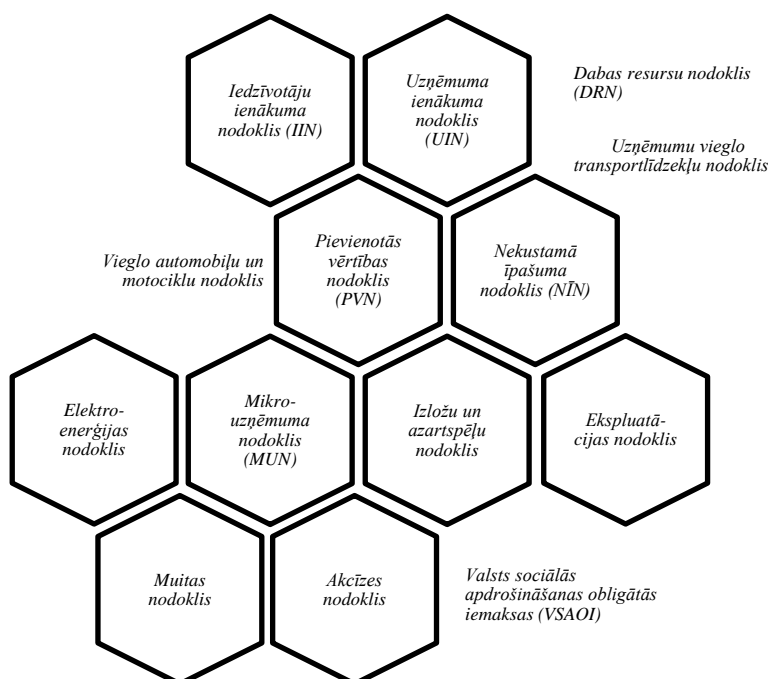 Iedzīvotāju
ienākuma
nodoklis (IIN)
Uzņēmuma
ienākuma
nodoklis
(UIN)
Dabas resursu nodoklis
(DRN)
Uzņēmumu vieglo
transportlīdzekļu nodoklis
Vieglo automobiļu un
motociklu nodoklis
Pievienotās
vērtības
nodoklis
(PVN)
Nekustamā
īpašuma
nodoklis (NĪN)
Elektro-
enerģijas
nodoklis
Mikro-
uzņēmuma
nodoklis
(MUN)
Izložu un
azartspēļu
nodoklis
Ekspluatā-
cijas nodoklis
Muitas
nodoklis
Akcīzes
nodoklis
Valsts sociālās
apdrošināšanas obligātās
iemaksas (VSAOI)